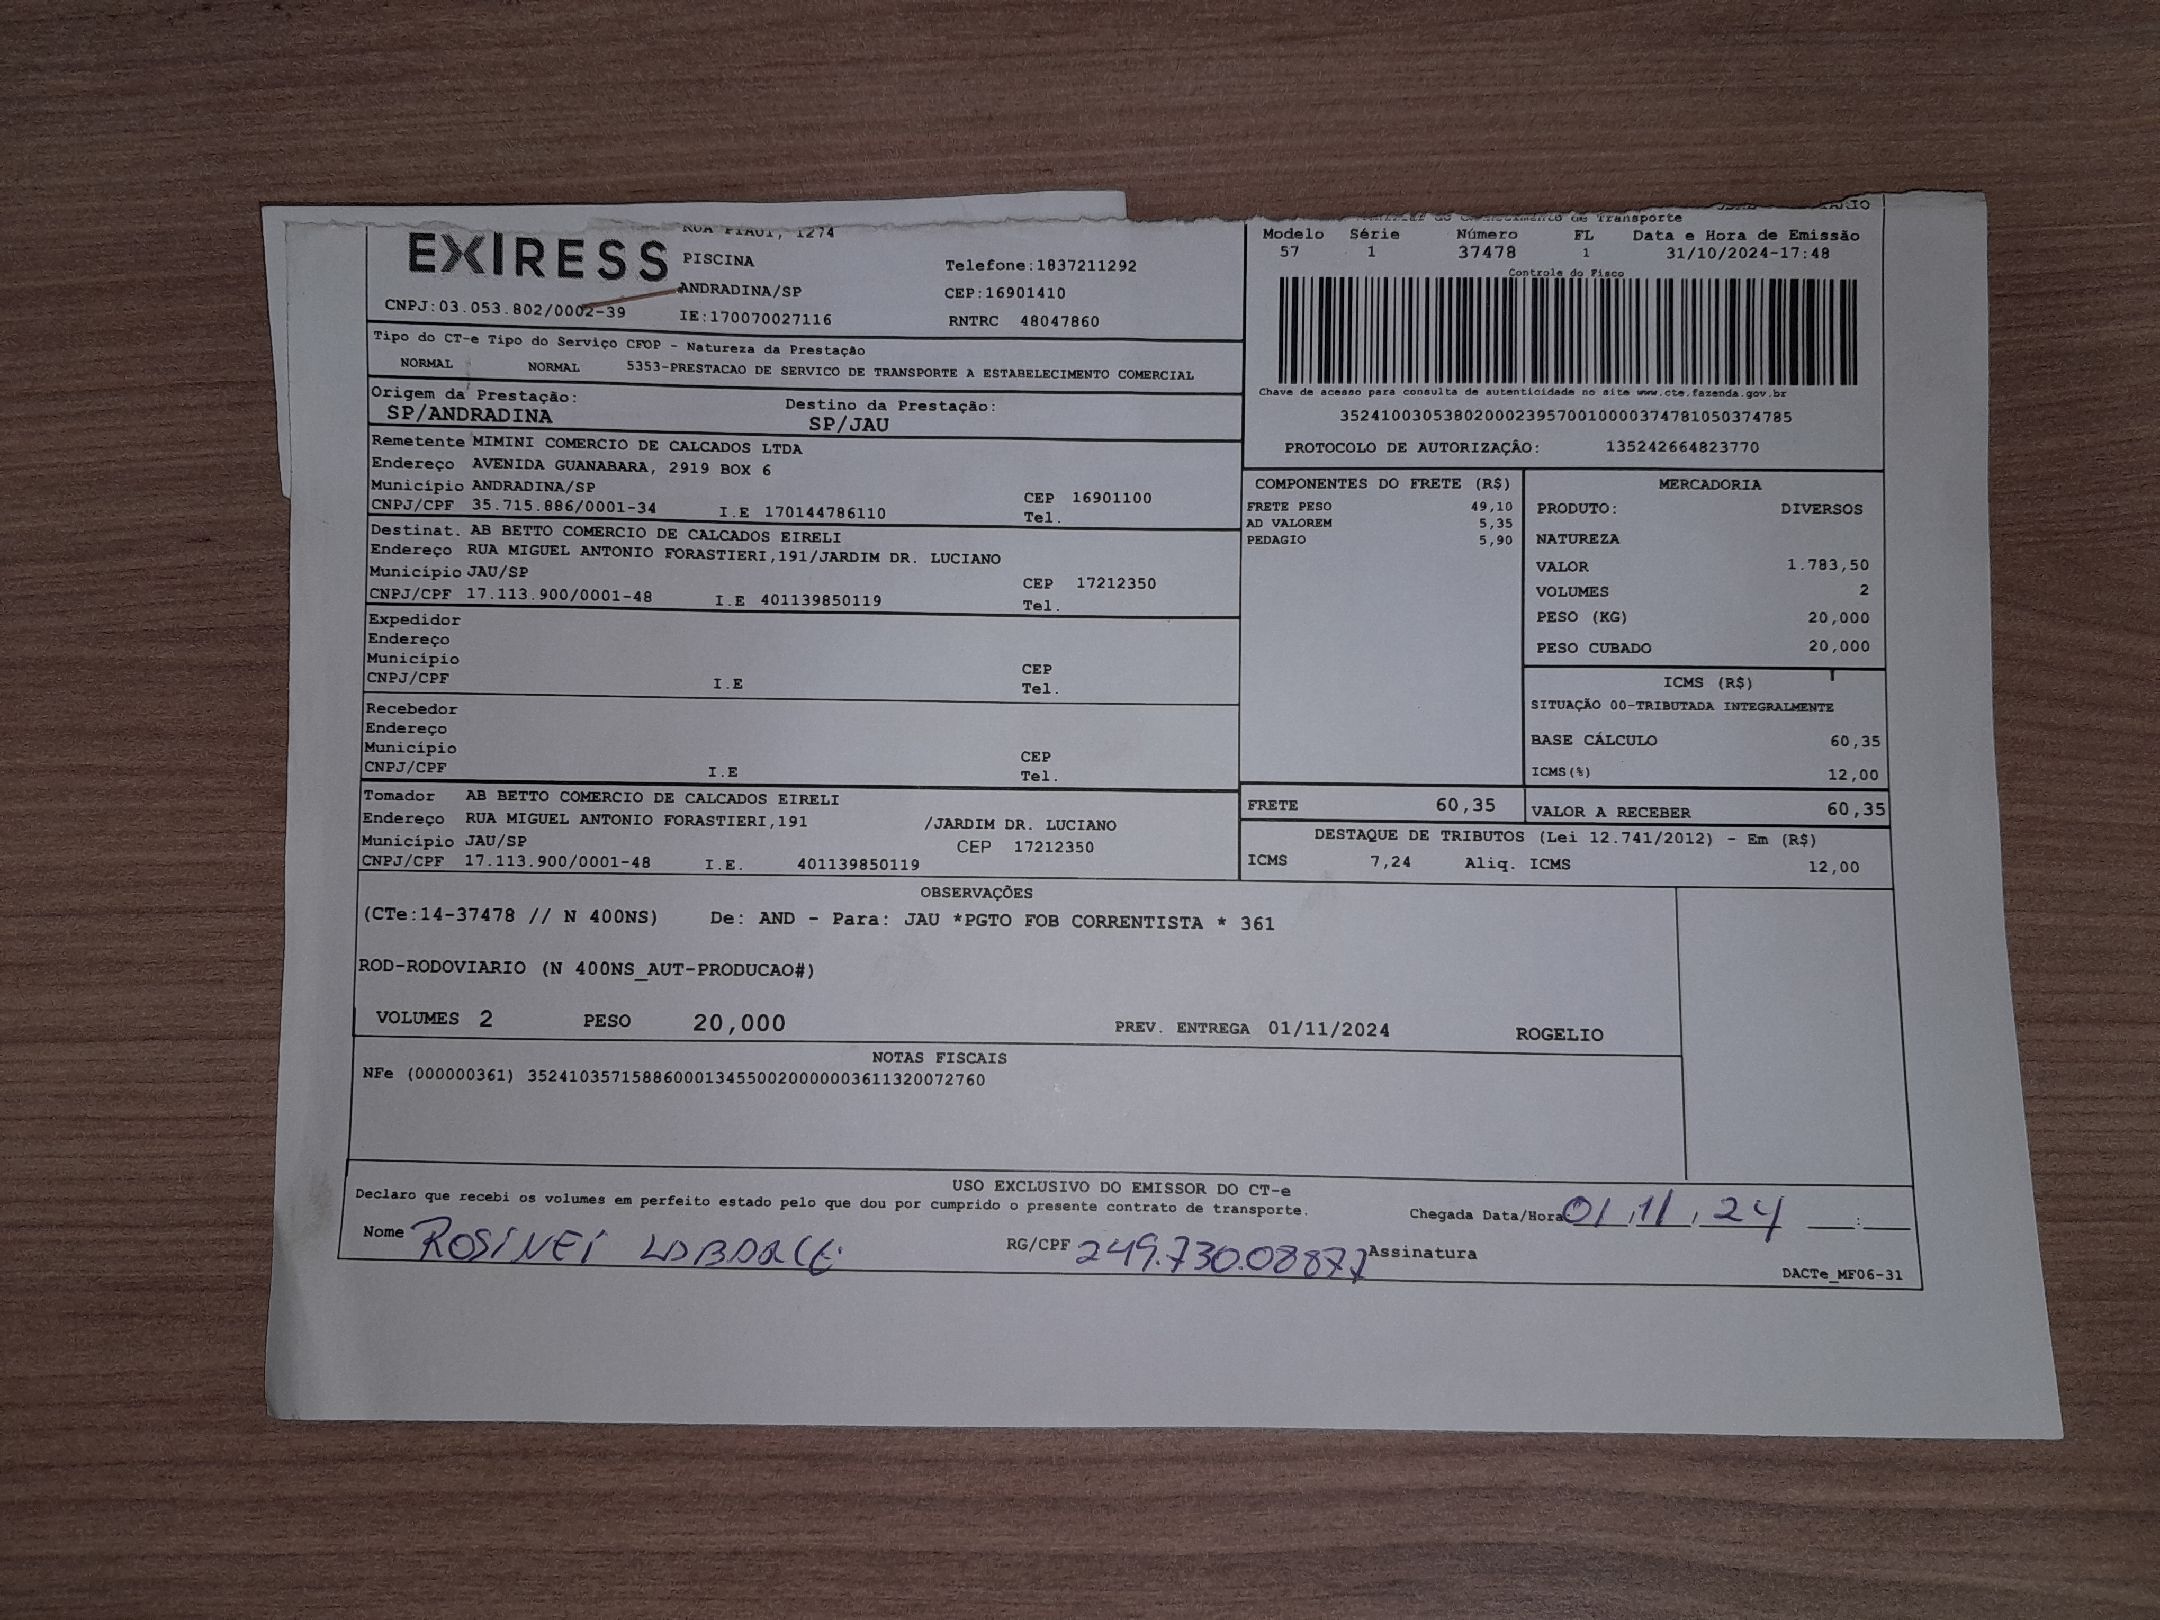 EXIRESS
RUA PIAUI, 1274
PISCINA
ANDRADINA/SP
Telefone:1837211292
CEP:16901410
CNPJ:03.053.802/0002-39
IE:170070027116
RNTRC 48047860
Tipo do CT-e Tipo do Serviço CFOP - Natureza da Prestação
NORMAL NORMAL 5353-PRESTACAO DE SERVICO DE TRANSPORTE A ESTABELECIMENTO COMERCIAL
Origem da Prestação:
SP/ANDRADINA
Destino da Prestação:
SP/JAU
de Transporte
Modelo Série Número FL Data e Hora de Emissão
57 1 37478 1 31/10/2024-17:48
Controle do Fisco
Chave de acesso para consulta de autenticidade no site www.cte.fazenda.gov.br
35241003053802000239570010000374781050374785
PROTOCOLO DE AUTORIZAÇÂO: 135242664823770
Remetente MIMINI COMERCIO DE CALCADOS LTDA
Endereço AVENIDA GUANABARA, 2919 BOX 6
Município ANDRADINA/SP CEP 16901100
CNPJ/CPF 35.715.886/0001-34 I.E 170144786110 Tel.
Destinat. AB BETTO COMERCIO DE CALCADOS EIRELI
Endereço RUA MIGUEL ANTONIO FORASTIERI,191/JARDIM DR. LUCIANO
Município JAU/SP CEP 17212350
CNPJ/CPF 17.113.900/0001-48 I.E 401139850119 Tel.
Expedidor
Endereço
Município CEP
CNPJ/CPF I.E Tel.
Recebedor
Endereço
Município CEP
CNPJ/CPF I.E Tel.
Tomador AB BETTO COMERCIO DE CALCADOS EIRELI
Endereço RUA MIGUEL ANTONIO FORASTIERI,191 /JARDIM DR. LUCIANO
Município JAU/SP CEP 17212350
CNPJ/CPF 17.113.900/0001-48 I.E. 401139850119
COMPONENTES DO FRETE (R$)
FRETE PESO 49,10
AD VALOREM 5,35
PEDAGIO 5,90
MERCADORIA
PRODUTO: DIVERSOS
NATUREZA
VALOR 1.783,50
VOLUMES 2
PESO (KG) 20,000
PESO CUBADO 20,000
ICMS (R$)
SITUAÇÃO 00-TRIBUTADA INTEGRALMENTE
BASE CÁLCULO 60,35
ICMS(%) 12,00
FRETE 60,35 VALOR A RECEBER 60,35
DESTAQUE DE TRIBUTOS (Lei 12.741/2012) - Em (R$)
ICMS 7,24 Aliq. ICMS 12,00
OBSERVAÇÕES
(CTe:14-37478 // N 400NS) De: AND - Para: JAU *PGTO FOB CORRENTISTA * 361
ROD-RODOVIARIO (N 400NS_AUT-PRODUCAO#)
VOLUMES 2 PESO 20,000 PREV. ENTREGA 01/11/2024 ROGELIO
NOTAS FISCAIS
NFe (000000361) 35241035715886000134550020000003611320072760
USO EXCLUSIVO DO EMISSOR DO CT-e
Declaro que recebi os volumes em perfeito estado pelo que dou por cumprido o presente contrato de transporte.
Chegada Data/Hora 01,11,24 __:__
Nome ROSINEI RG/CPF Assinatura
DACTe_MF06-31